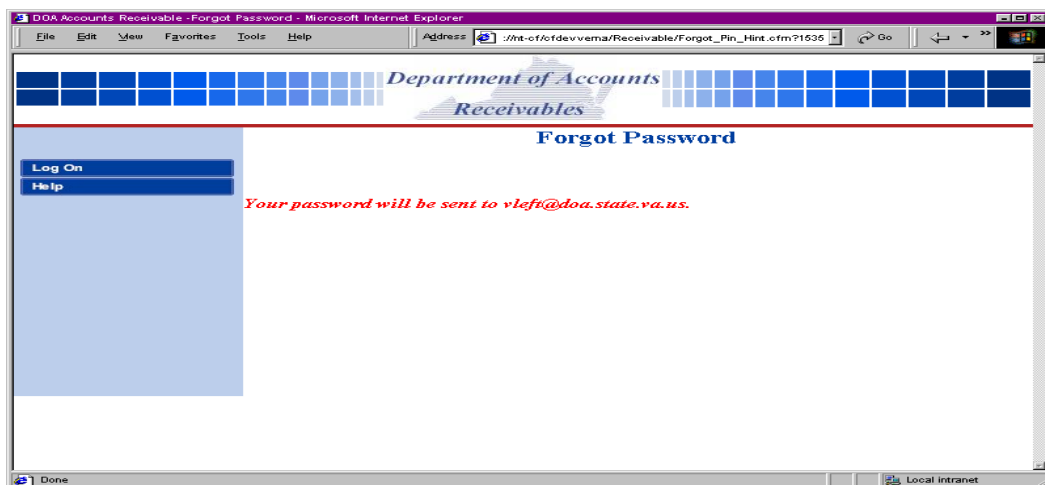 DOA Accounts Receivable -Forgot Password - Microsoft Internet Explorer
File Edit View Favorites Tools Help Address ://nt-cf/cfdevvema/Receivable/Forgot_Pin_Hint.cfm?1535 Go »
Department of Accounts
Receivables
Forgot Password
Log On
Help
Your password will be sent to vleft@doa.state.va.us.
Done Local intranet